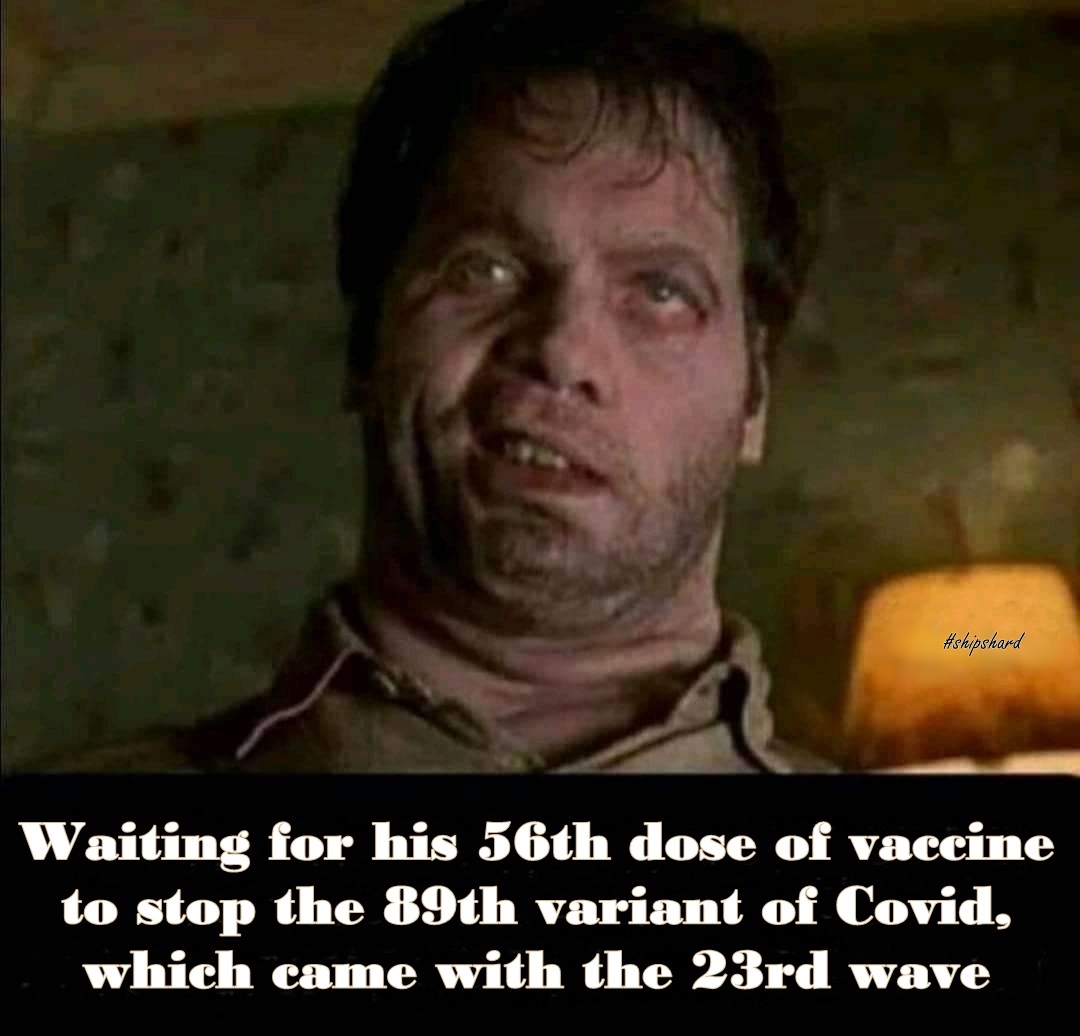 #shipshard
Waiting for his 56th dose of vaccine
to stop the 89th variant of Covid,
which came with the 23rd wave